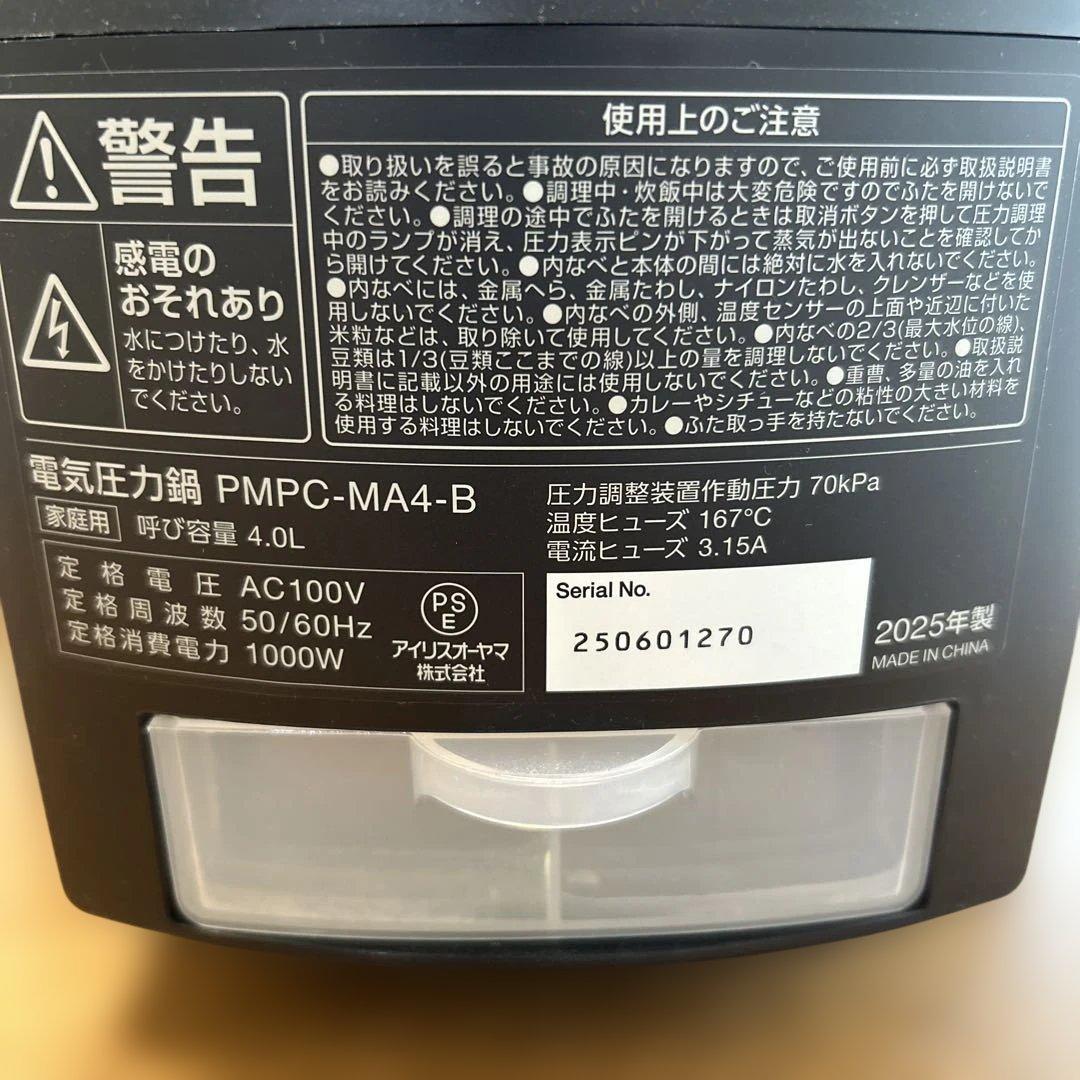 警告
感電の
おそれあり
水につけたり、水
をかけたりしない
でください。
使用上のご注意
●取り扱いを誤ると事故の原因になりますので、ご使用前に必ず取扱説明書
をお読みください。●調理中・炊飯中は大変危険ですのでふたを開けないで
ください。●調理の途中でふたを開けるときは取消ボタンを押して圧力調理
中のランプが消え、圧力表示ピンが下がって蒸気が出ないことを確認してか
ら開けてください。●内なべと本体の間には絶対に水を入れないでください。
●内なべには、金属へら、金属たわし、ナイロンたわし、クレンザーなどを使
用しないでください。●内なべの外側、温度センサーの上面や近辺に付いた
米粒などは、取り除いて使用してください。●内なべの2/3(最大水位の線)、
豆類は1/3(豆類ここまでの線)以上の量を調理しないでください。●取扱説
明書に記載以外の用途には使用しないでください。●重曹、多量の油を入れ
る料理はしないでください。●カレーやシチューなどの粘性の大きい材料を
使用する料理はしないでください。●ふた取っ手を持たないでください。
電気圧力鍋 PMPC-MA4-B
家庭用 呼び容量 4.0L
定格電圧 AC100V
定格周波数 50/60Hz
定格消費電力 1000W
PS
E
アイリスオーヤマ
株式会社
圧力調整装置作動圧力 70kPa
温度ヒューズ 167℃
電流ヒューズ 3.15A
Serial No.
250601270
2025年製
MADE IN CHINA